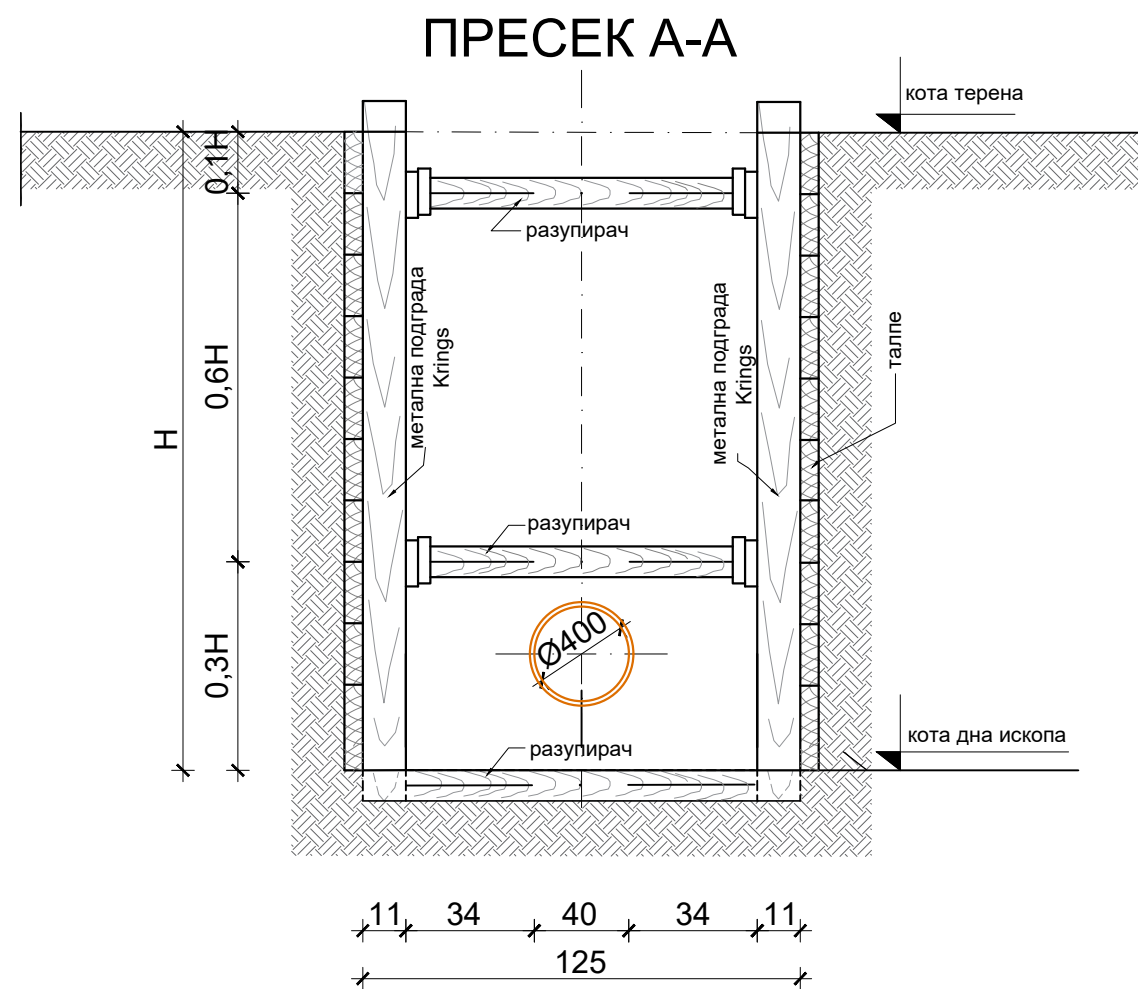 ПРЕСЕК А-А
кота терена
0,1H
разупирач
метална подграда
Krings
метална подграда
Krings
талпе
0,6H
H
разупирач
Ø400
0,3H
кота дна ископа
разупирач
11 34 40 34 11
125